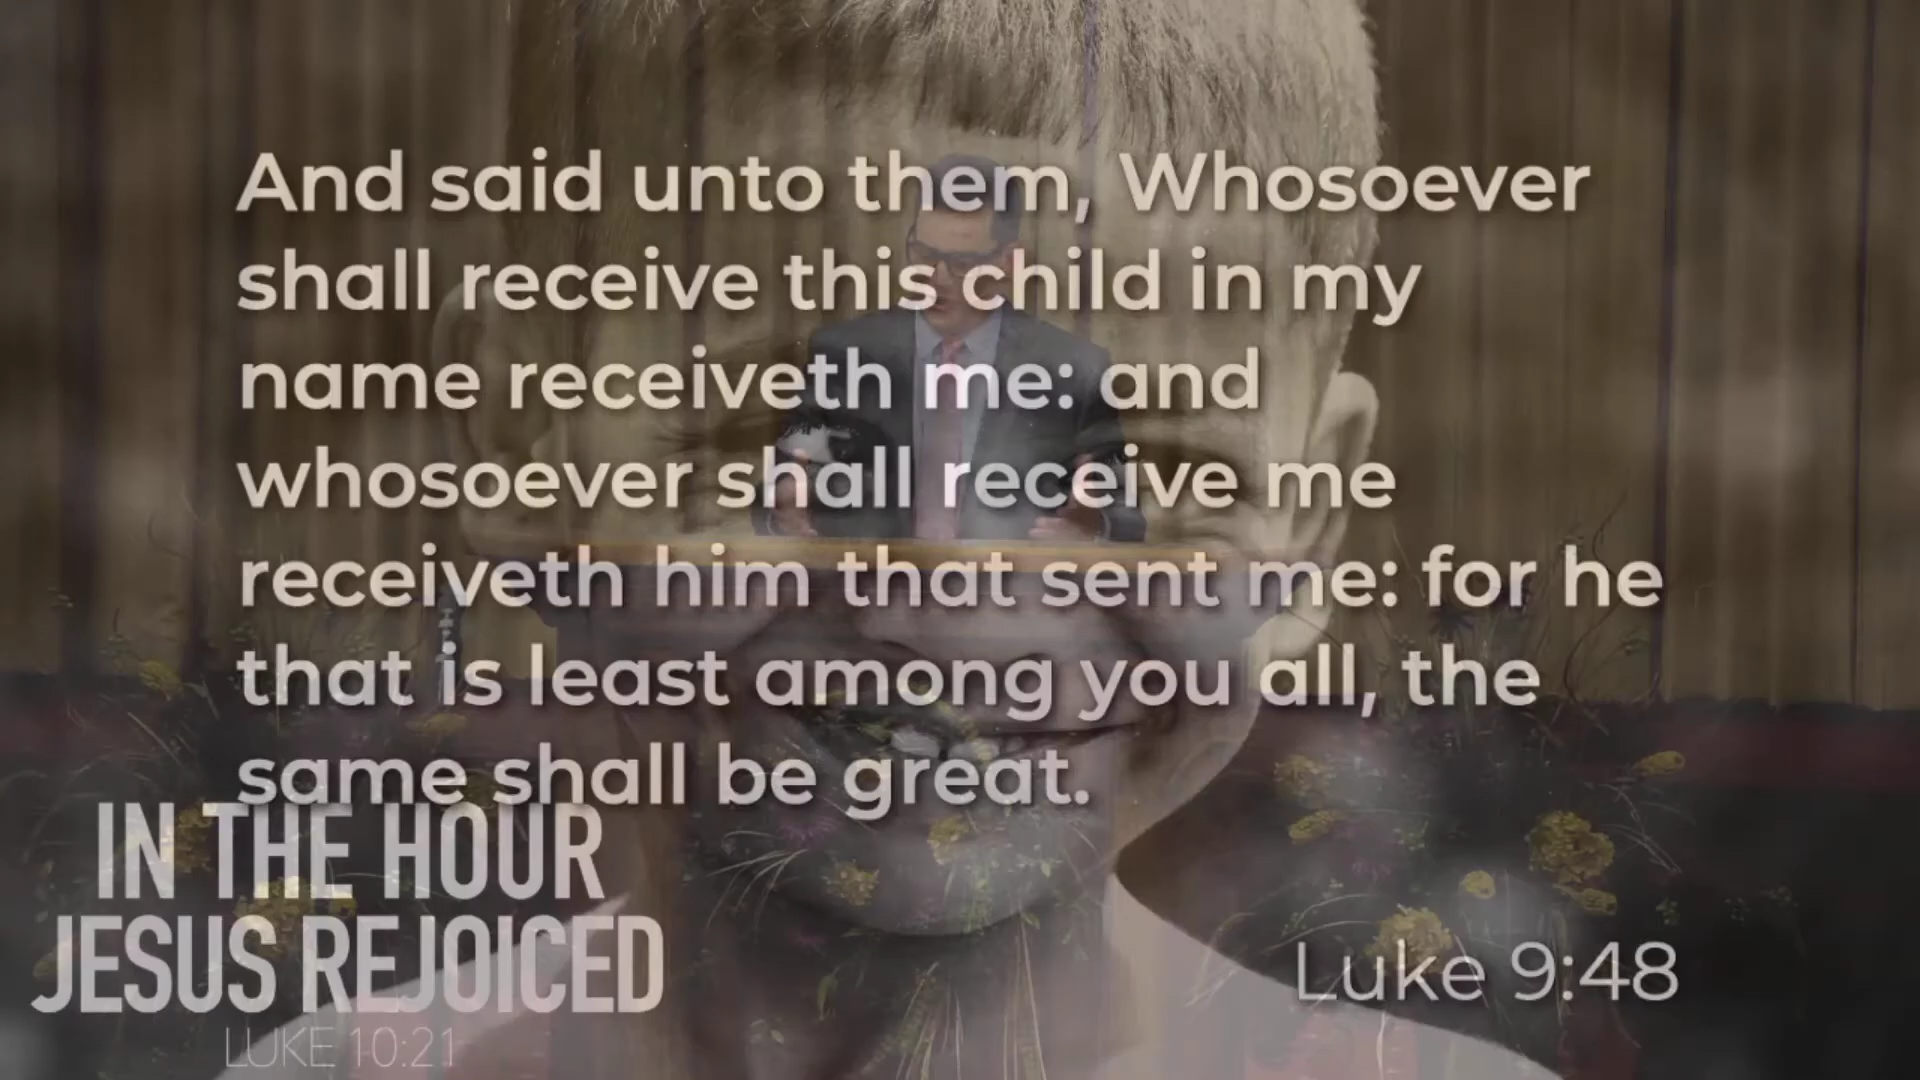 And said unto them, Whosoever
shall receive this child in my
name receiveth me: and
whosoever shall receive me
receiveth him that sent me: for he
that is least among you all, the
same shall be great.
IN THE HOUR
JESUS REJOICED
LUKE 10:21
Luke 9:48